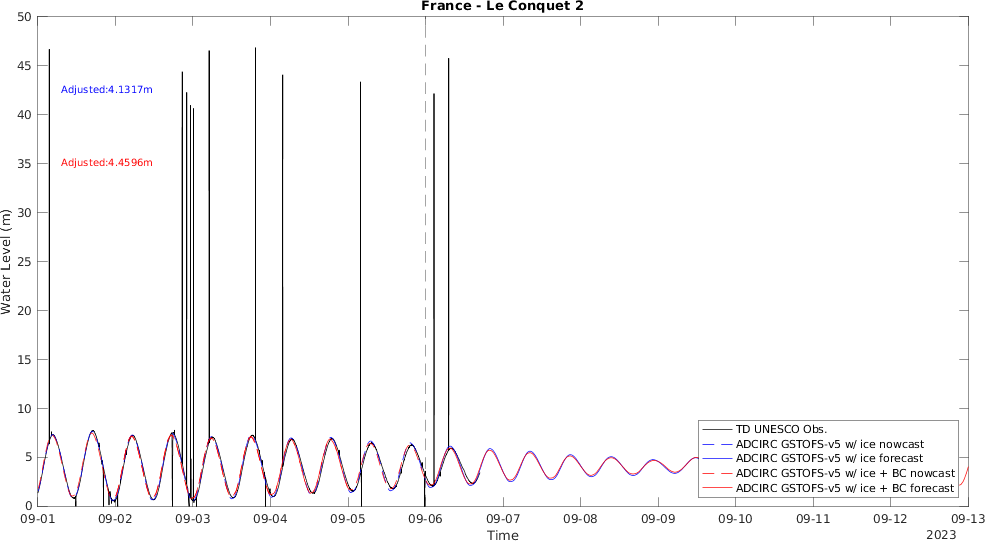 France - Le Conquet 2
50
45
40
35
30
25
20
15
10
5
0
Water Level (m)
Adjusted:4.1317m
Adjusted:4.4596m
TD UNESCO Obs.
ADCIRC GSTOFS-v5 w/ ice nowcast
ADCIRC GSTOFS-v5 w/ ice forecast
ADCIRC GSTOFS-v5 w/ ice + BC nowcast
ADCIRC GSTOFS-v5 w/ ice + BC forecast
09-01 09-02 09-03 09-04 09-05 09-06 09-07 09-08 09-09 09-10 09-11 09-12 09-13
Time
2023